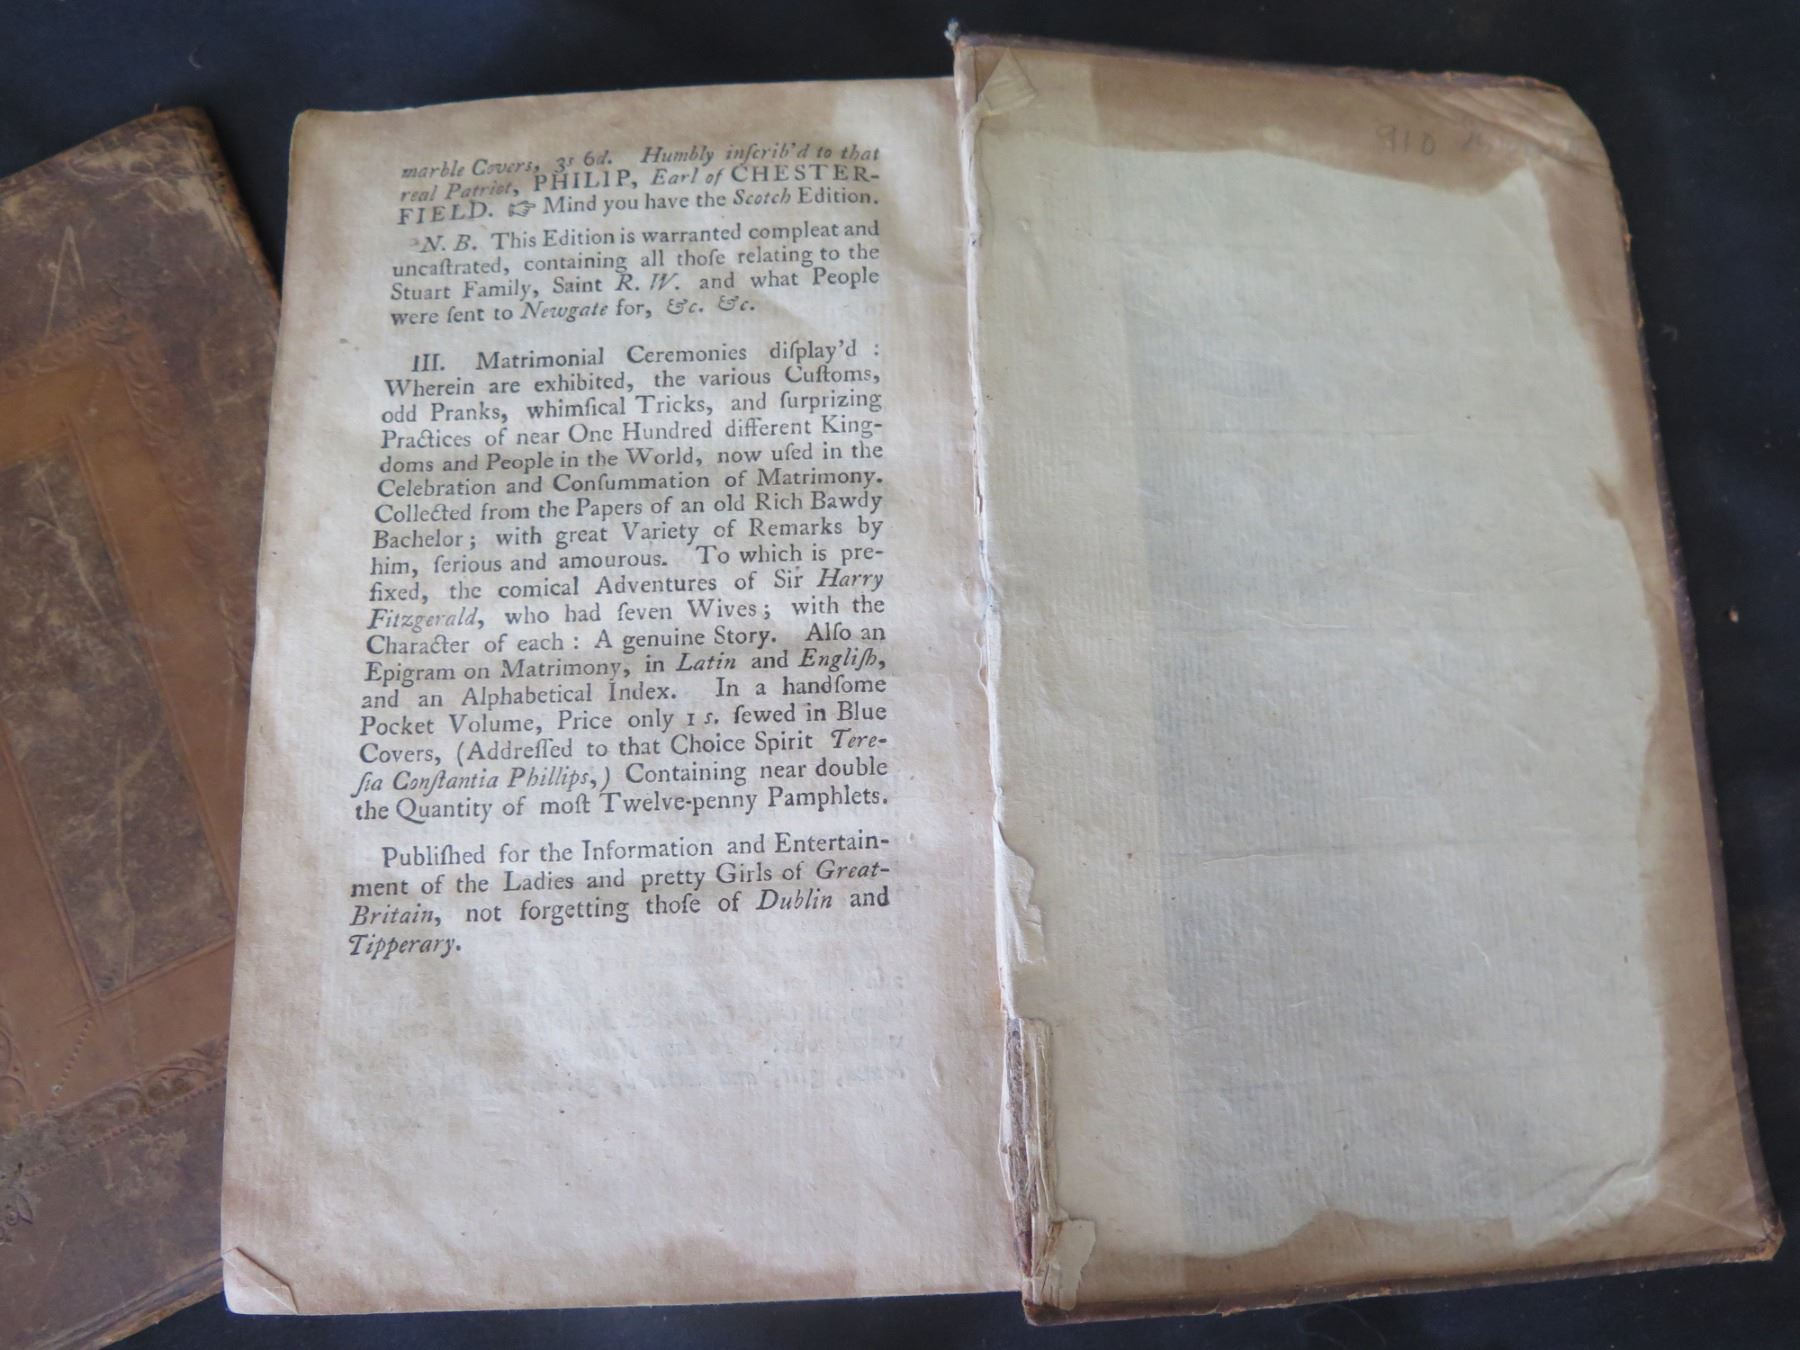 marble Covers, 3s 6d. Humbly inſcrib'd to that
real Patriot, PHILIP, Earl of CHESTER-
FIELD. ☞ Mind you have the Scotch Edition.
N. B. This Edition is warranted compleat and
uncaſtrated, containing all thoſe relating to the
Stuart Family, Saint R. W. and what People
were ſent to Newgate for, &c. &c.
III. Matrimonial Ceremonies diſplay'd :
Wherein are exhibited, the various Cuſtoms,
odd Pranks, whimſical Tricks, and ſurprizing
Practices of near One Hundred different King-
doms and People in the World, now uſed in the
Celebration and Conſummation of Matrimony.
Collected from the Papers of an old Rich Bawdy
Bachelor; with great Variety of Remarks by
him, ſerious and amourous. To which is pre-
fixed, the comical Adventures of Sir Harry
Fitzgerald, who had ſeven Wives; with the
Character of each : A genuine Story. Alſo an
Epigram on Matrimony, in Latin and Engliſh,
and an Alphabetical Index. In a handſome
Pocket Volume, Price only 1 s. ſewed in Blue
Covers, (Addreſſed to that Choice Spirit Tere-
ſia Conſtantia Phillips,) Containing near double
the Quantity of moſt Twelve-penny Pamphlets.
Publiſhed for the Information and Entertain-
ment of the Ladies and pretty Girls of Great-
Britain, not forgetting thoſe of Dublin and
Tipperary.
910